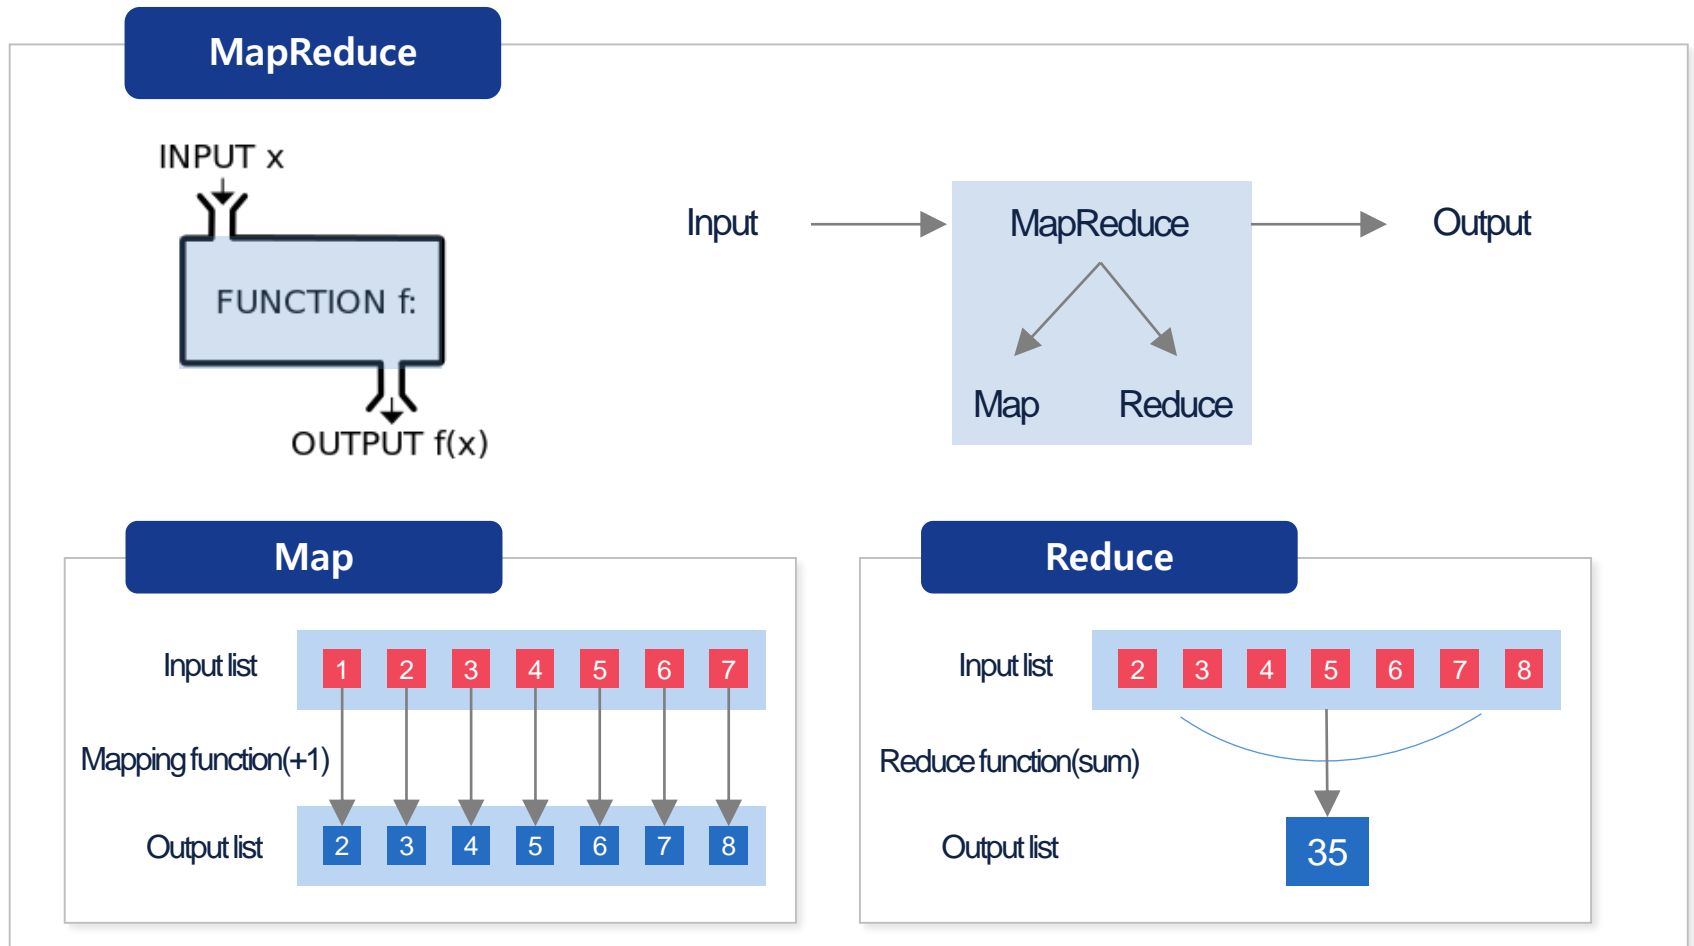 MapReduce
INPUT x
FUNCTION f:
OUTPUT f(x)
Input
MapReduce
Output
Map
Reduce
Map
Input list
1 2 3 4 5 6 7
Mapping function(+1)
Output list
2 3 4 5 6 7 8
Reduce
Input list
2 3 4 5 6 7 8
Reduce function(sum)
Output list
35